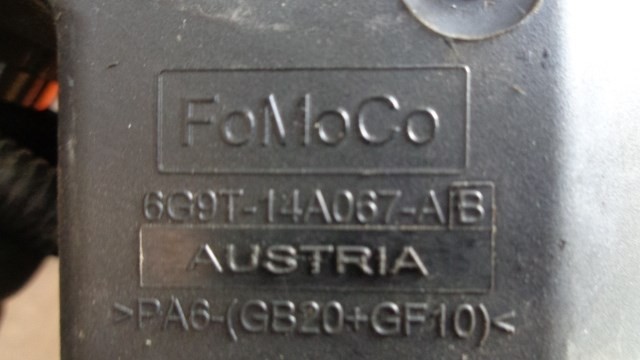 FoMoCo
6G9T-14A067-AB
AUSTRIA
>PA6-(GB20+GF10)<